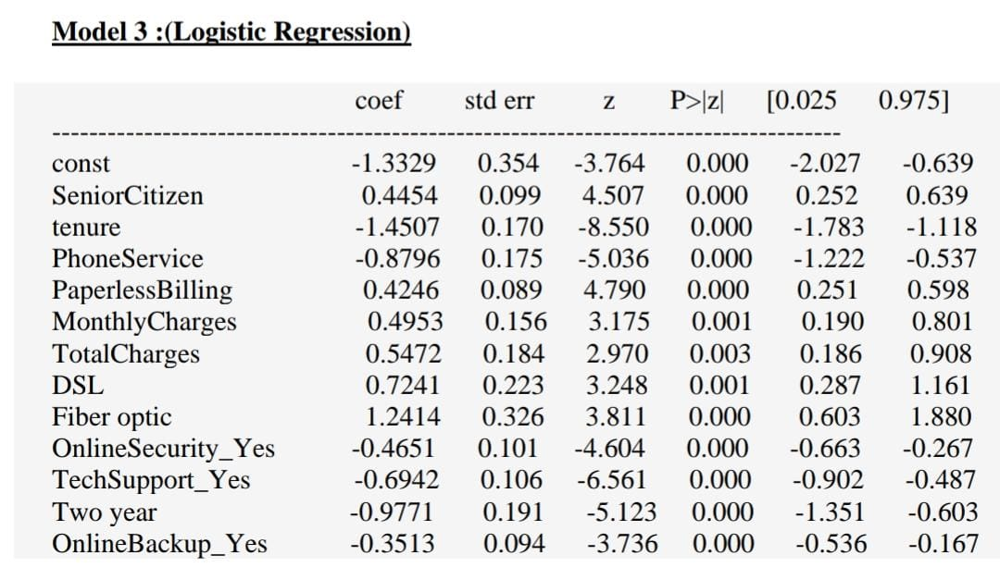 Model 3 :(Logistic Regression)
coef std err z P>|z| [0.025 0.975]
-----------------------------------------------------------------------------------------
const -1.3329 0.354 -3.764 0.000 -2.027 -0.639
SeniorCitizen 0.4454 0.099 4.507 0.000 0.252 0.639
tenure -1.4507 0.170 -8.550 0.000 -1.783 -1.118
PhoneService -0.8796 0.175 -5.036 0.000 -1.222 -0.537
PaperlessBilling 0.4246 0.089 4.790 0.000 0.251 0.598
MonthlyCharges 0.4953 0.156 3.175 0.001 0.190 0.801
TotalCharges 0.5472 0.184 2.970 0.003 0.186 0.908
DSL 0.7241 0.223 3.248 0.001 0.287 1.161
Fiber optic 1.2414 0.326 3.811 0.000 0.603 1.880
OnlineSecurity_Yes -0.4651 0.101 -4.604 0.000 -0.663 -0.267
TechSupport_Yes -0.6942 0.106 -6.561 0.000 -0.902 -0.487
Two year -0.9771 0.191 -5.123 0.000 -1.351 -0.603
OnlineBackup_Yes -0.3513 0.094 -3.736 0.000 -0.536 -0.167